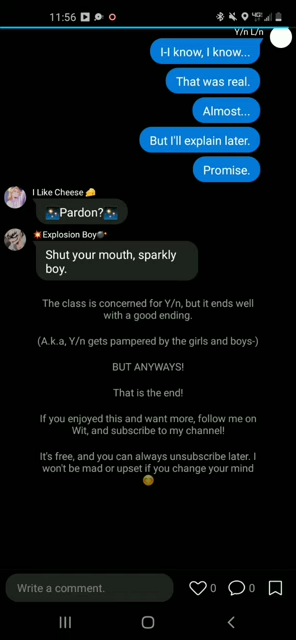 11:56
Y/n L/n
I-I know, I know...
That was real.
Almost...
But I'll explain later.
Promise.
I Like Cheese 🧀
🎇Pardon?🎇
💥Explosion Boy💣
Shut your mouth, sparkly
boy.
The class is concerned for Y/n, but it ends well
with a good ending.
(A.k.a, Y/n gets pampered by the girls and boys-)
BUT ANYWAYS!
That is the end!
If you enjoyed this and want more, follow me on
Wit, and subscribe to my channel!
It's free, and you can always unsubscribe later. I
won't be mad or upset if you change your mind
😊
Write a comment.
0
0